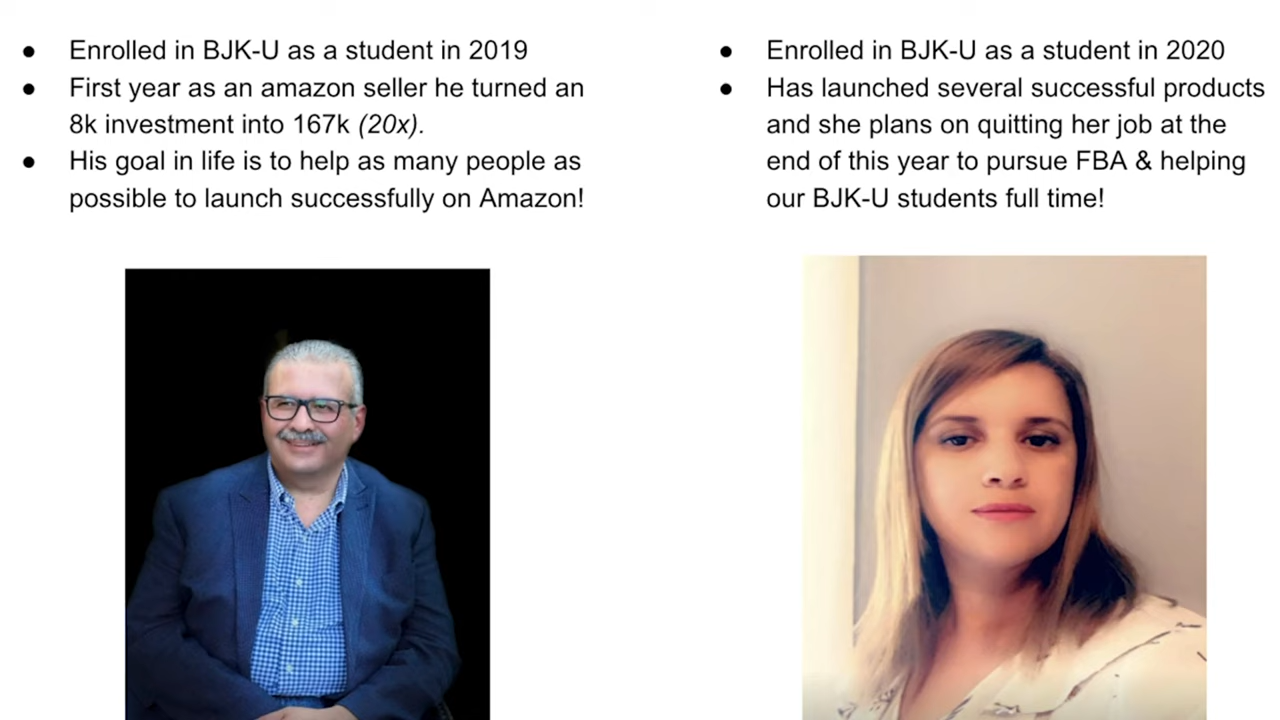 ● Enrolled in BJK-U as a student in 2019
● First year as an amazon seller he turned an
8k investment into 167k (20x).
● His goal in life is to help as many people as
possible to launch successfully on Amazon!
● Enrolled in BJK-U as a student in 2020
● Has launched several successful products
and she plans on quitting her job at the
end of this year to pursue FBA & helping
our BJK-U students full time!